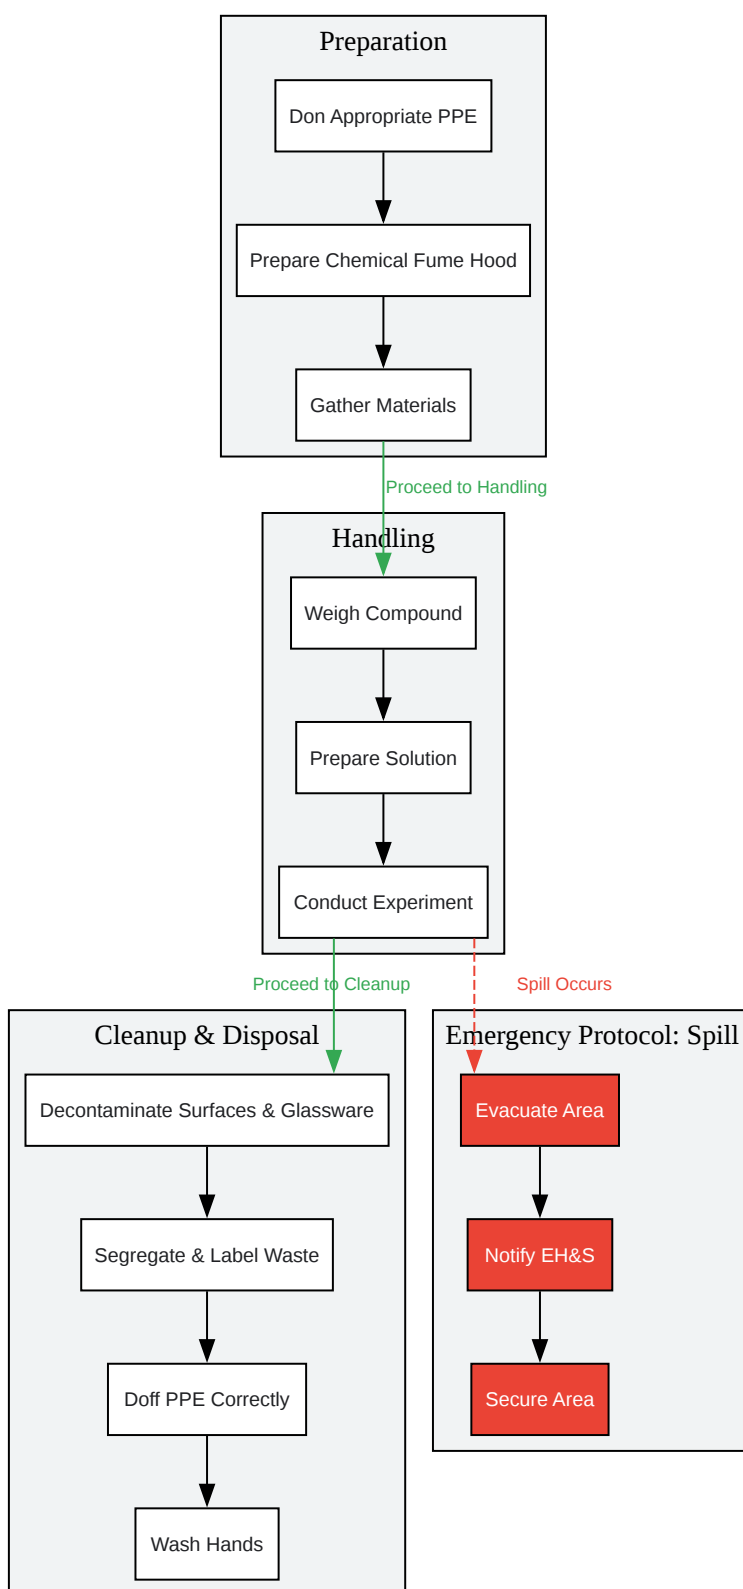 Preparation
Don Appropriate PPE
Prepare Chemical Fume Hood
Gather Materials
Proceed to Handling
Handling
Weigh Compound
Prepare Solution
Conduct Experiment
Proceed to Cleanup
Spill Occurs
Cleanup & Disposal
Decontaminate Surfaces & Glassware
Segregate & Label Waste
Doff PPE Correctly
Wash Hands
Emergency Protocol: Spill
Evacuate Area
Notify EH&S
Secure Area